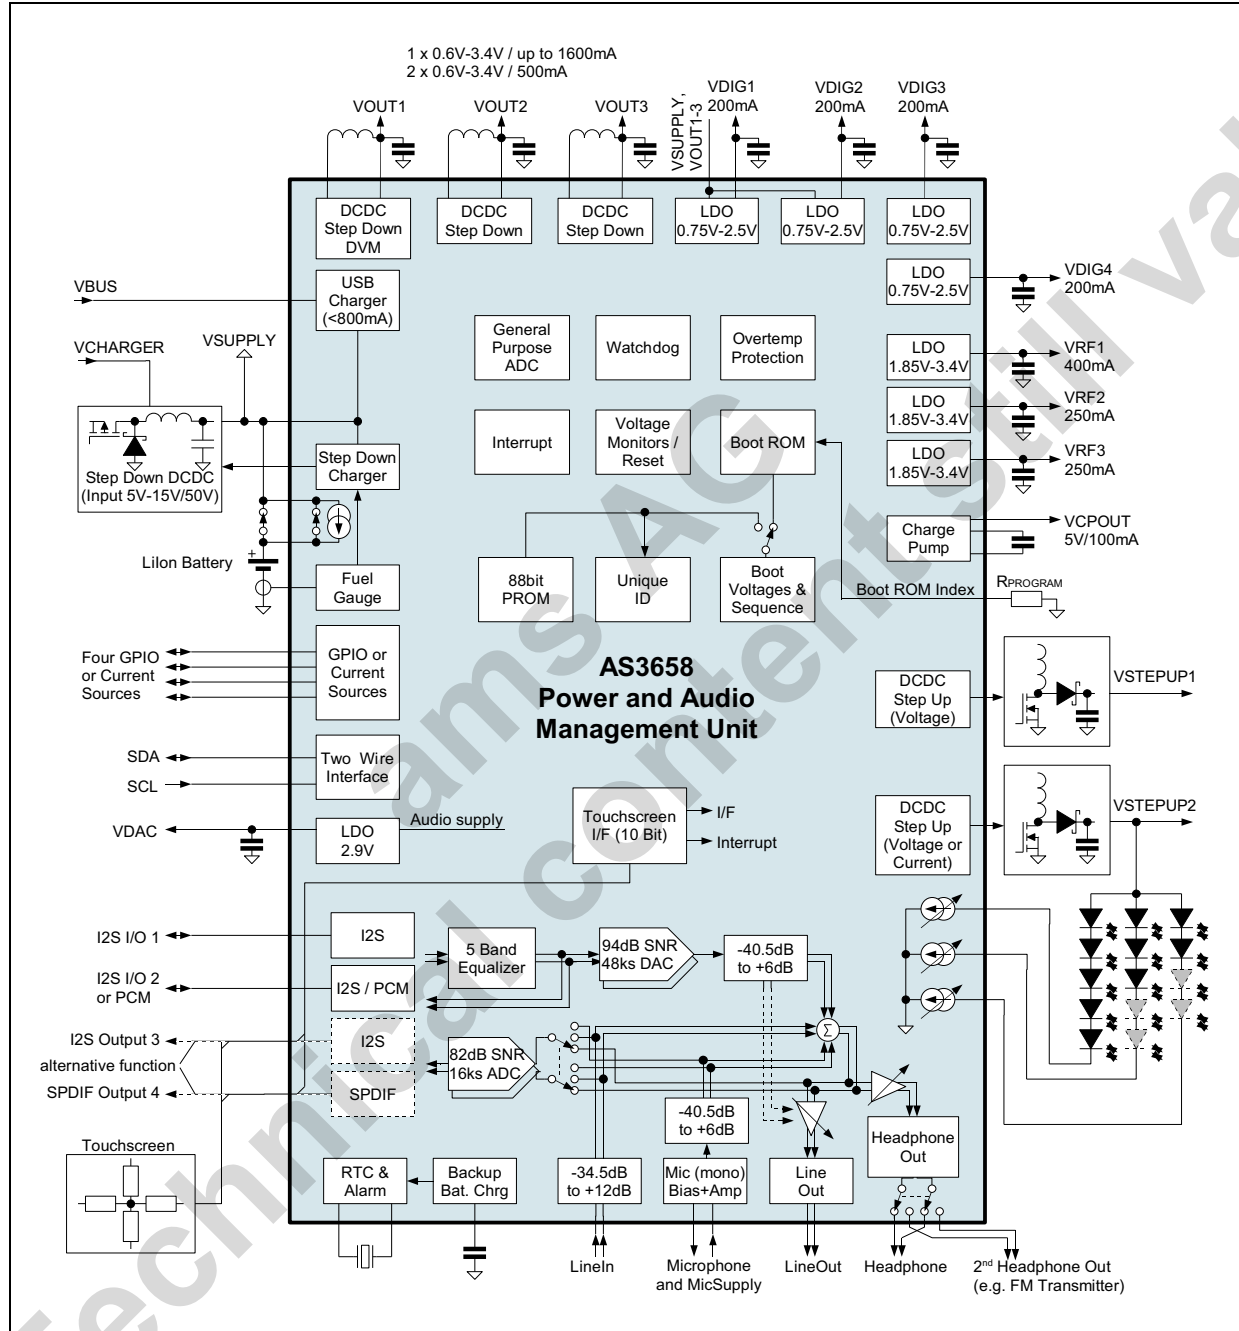 1 x 0.6V-3.4V / up to 1600mA
2 x 0.6V-3.4V / 500mA
VOUT1
VOUT2
VOUT3
VSUPPLY,
VOUT1-3
VDIG1
200mA
VDIG2
200mA
VDIG3
200mA
DCDC
Step Down
DVM
DCDC
Step Down
DCDC
Step Down
LDO
0.75V-2.5V
LDO
0.75V-2.5V
LDO
0.75V-2.5V
LDO
0.75V-2.5V
VDIG4
200mA
VBUS
USB
Charger
(<800mA)
VCHARGER
VSUPPLY
General
Purpose
ADC
Watchdog
Overtemp
Protection
LDO
1.85V-3.4V
VRF1
400mA
LDO
1.85V-3.4V
VRF2
250mA
LDO
1.85V-3.4V
VRF3
250mA
Step Down DCDC
(Input 5V-15V/50V)
Step Down
Charger
Interrupt
Voltage
Monitors /
Reset
Boot ROM
Charge
Pump
VCPOUT
5V/100mA
LiIon Battery
+
Fuel
Gauge
88bit
PROM
Unique
ID
Boot
Voltages &
Sequence
Boot ROM Index
RPROGRAM
Four GPIO
or Current
Sources
GPIO or
Current
Sources
AS3658
Power and Audio
Management Unit
DCDC
Step Up
(Voltage)
VSTEPUP1
SDA
SCL
Two Wire
Interface
VDAC
LDO
2.9V
Audio supply
Touchscreen
I/F (10 Bit)
I/F
Interrupt
DCDC
Step Up
(Voltage or
Current)
VSTEPUP2
I2S I/O 1
I2S
I2S I/O 2
or PCM
I2S / PCM
5 Band
Equalizer
94dB SNR
48ks DAC
-40.5dB
to +6dB
I2S Output 3
alternative function
SPDIF Output 4
I2S
SPDIF
82dB SNR
16ks ADC
Σ
-40.5dB
to +6dB
Touchscreen
RTC &
Alarm
Backup
Bat. Chrg
-34.5dB
to +12dB
Mic (mono)
Bias+Amp
Line
Out
Headphone
Out
LineIn
Microphone
and MicSupply
LineOut
Headphone
2nd Headphone Out
(e.g. FM Transmitter)
ams AG
Technical content still val